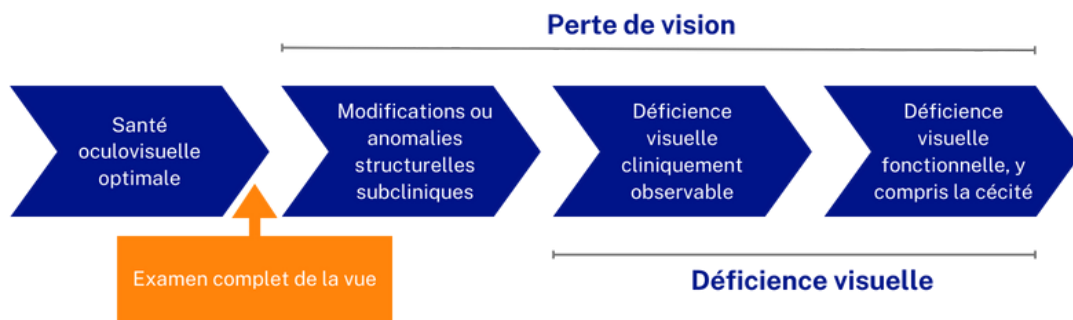 Perte de vision
Santé
oculovisuelle
optimale
Modifications ou
anomalies
structurelles
subcliniques
Déficience
visuelle
cliniquement
observable
Déficience
visuelle
fonctionnelle, y
compris la cécité
Examen complet de la vue
Déficience visuelle